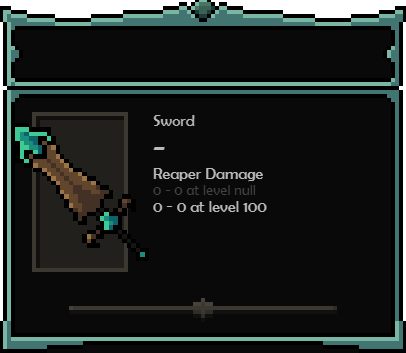 Sword
–
Reaper Damage
0 - 0 at level null
0 - 0 at level 100